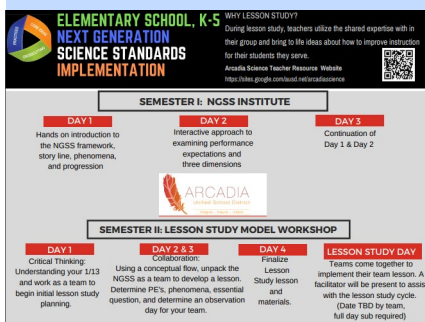 ELEMENTARY SCHOOL, K-5
NEXT GENERATION
SCIENCE STANDARDS
IMPLEMENTATION
WHY LESSON STUDY?
During lesson study, teachers utilize the shared expertise with in
their group and bring to life ideas about how to improve instruction
for their students they serve.
Arcadia Science Teacher Resource Website
https://sites.google.com/ausd.net/arcadiascience
SEMESTER I: NGSS INSTITUTE
DAY 1
Hands on introduction to
the NGSS framework,
story line, phenomena,
and progression
DAY 2
Interactive approach to
examining performance
expectations and
three dimensions
DAY 3
Continuation of
Day 1 & Day 2
ARCADIA
Unified School District
SEMESTER II: LESSON STUDY MODEL WORKSHOP
DAY 1
Critical Thinking:
Understanding your 1/13
and work as a team to
begin initial lesson study
planning.
DAY 2 & 3
Collaboration:
Using a conceptual flow, unpack the
NGSS as a team to develop a lesson.
Determine PE's, phenomena, essential
question, and determine an observation
day for your team.
DAY 4
Finalize
Lesson
Study lesson
and
materials.
LESSON STUDY DAY
Teams come together to
implement their team lesson. A
facilitator will be present to assis
with the lesson study cycle.
(Date TBD by team,
full day sub required)